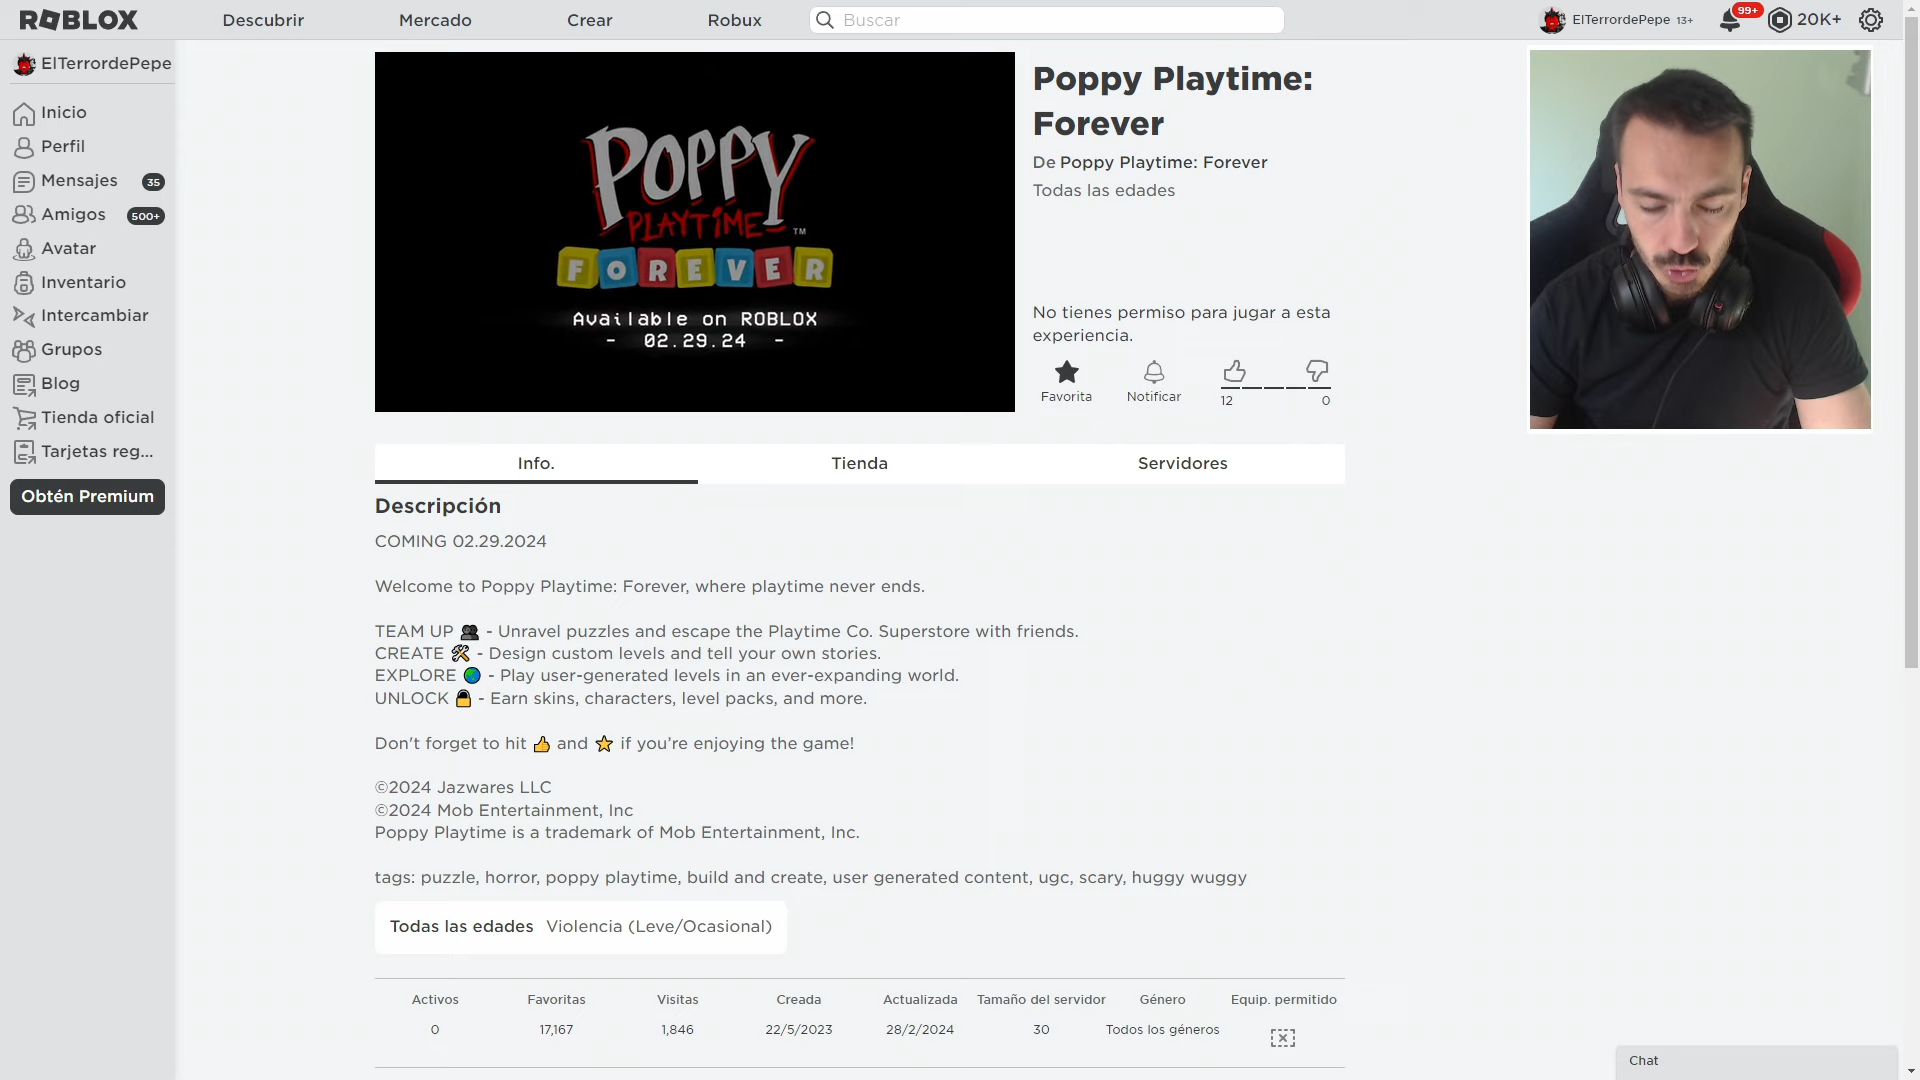 ROBLOX
Descubrir
Mercado
Crear
Robux
Buscar
ElTerrordePepe 13+
99+
20K+
ElTerrordePepe
Inicio
Perfil
Mensajes 35
Amigos 500+
Avatar
Inventario
Intercambiar
Grupos
Blog
Tienda oficial
Tarjetas reg...
Obtén Premium
POPPY
PLAYTIME™
FOREVER
Available on ROBLOX
- 02.29.24 -
Poppy Playtime:
Forever
De Poppy Playtime: Forever
Todas las edades
No tienes permiso para jugar a esta
experiencia.
Favorita
Notificar
12
0
Info.
Tienda
Servidores
Descripción
COMING 02.29.2024
Welcome to Poppy Playtime: Forever, where playtime never ends.
TEAM UP 👥 - Unravel puzzles and escape the Playtime Co. Superstore with friends.
CREATE 🛠 - Design custom levels and tell your own stories.
EXPLORE 🌏 - Play user-generated levels in an ever-expanding world.
UNLOCK 🔒 - Earn skins, characters, level packs, and more.
Don't forget to hit 👍 and ⭐ if you’re enjoying the game!
©2024 Jazwares LLC
©2024 Mob Entertainment, Inc
Poppy Playtime is a trademark of Mob Entertainment, Inc.
tags: puzzle, horror, poppy playtime, build and create, user generated content, ugc, scary, huggy wuggy
Todas las edades Violencia (Leve/Ocasional)
Activos Favoritas Visitas Creada Actualizada Tamaño del servidor Género Equip. permitido
0 17,167 1,846 22/5/2023 28/2/2024 30 Todos los géneros
Chat